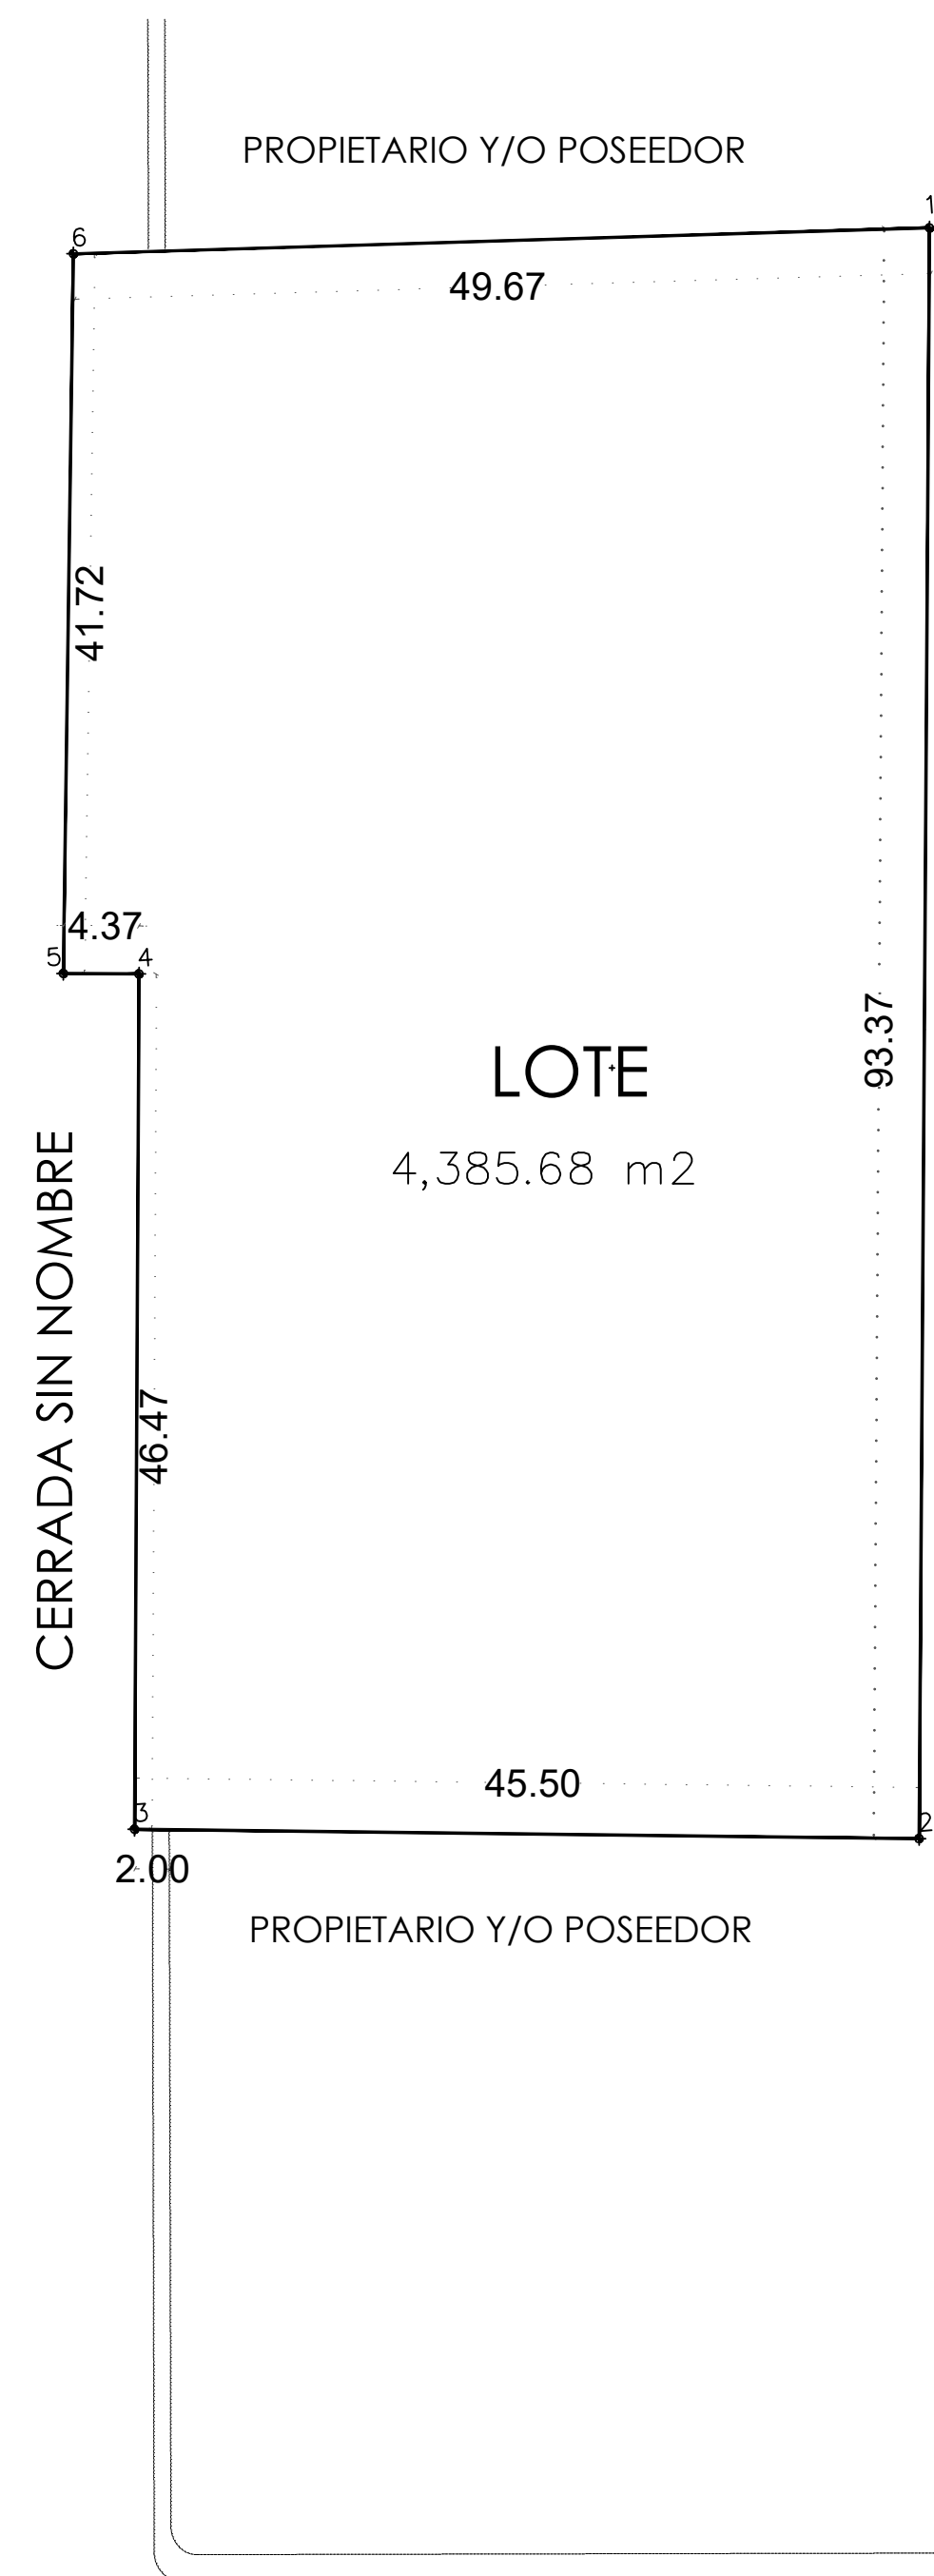 PROPIETARIO Y/O POSEEDOR
1
6
49.67
41.72
4.37
5
4
93.37
LOTE
4,385.68 m2
CERRADA SIN NOMBRE
46.47
45.50
3
2
2.00
PROPIETARIO Y/O POSEEDOR